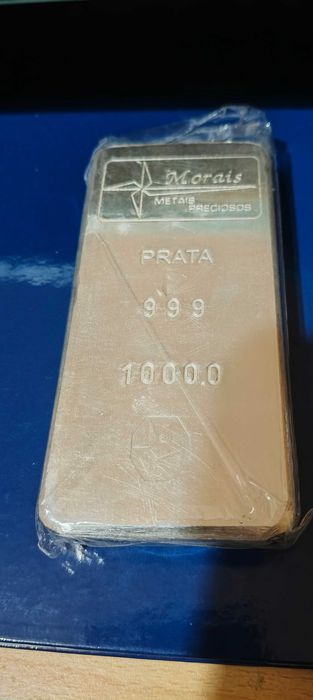 Morais
METAIS
PRECIOSOS
PRATA
999
1000.0